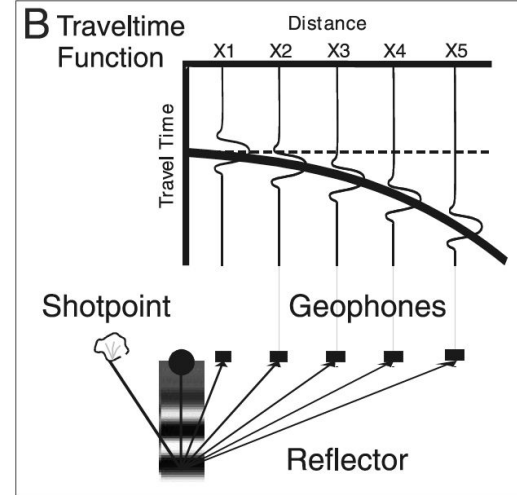 B Traveltime
Function
Distance
X1 X2 X3 X4 X5
Travel Time
Shotpoint
Geophones
Reflector